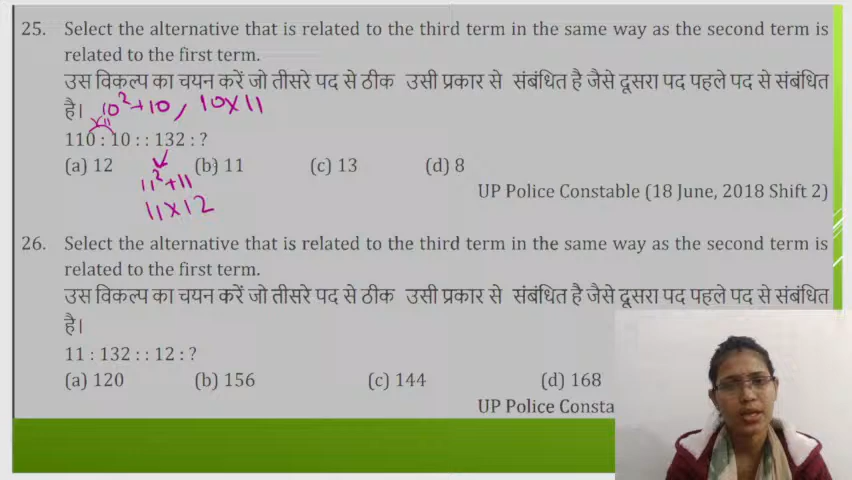 25. Select the alternative that is related to the third term in the same way as the second term is
related to the first term.
उस विकल्प का चयन करें जो तीसरे पद से ठीक उसी प्रकार से संबंधित है जैसे दूसरा पद पहले पद से संबंधित
है। 10²+10, 10×11
×11
110 : 10 : : 132 : ?
(a) 12 (b) 11 (c) 13 (d) 8
11²+11
UP Police Constable (18 June, 2018 Shift 2)
11×12
26. Select the alternative that is related to the third term in the same way as the second term is
related to the first term.
उस विकल्प का चयन करें जो तीसरे पद से ठीक उसी प्रकार से संबंधित है जैसे दूसरा पद पहले पद से संबंधित
है।
11 : 132 : : 12 : ?
(a) 120 (b) 156 (c) 144 (d) 168
UP Police Consta